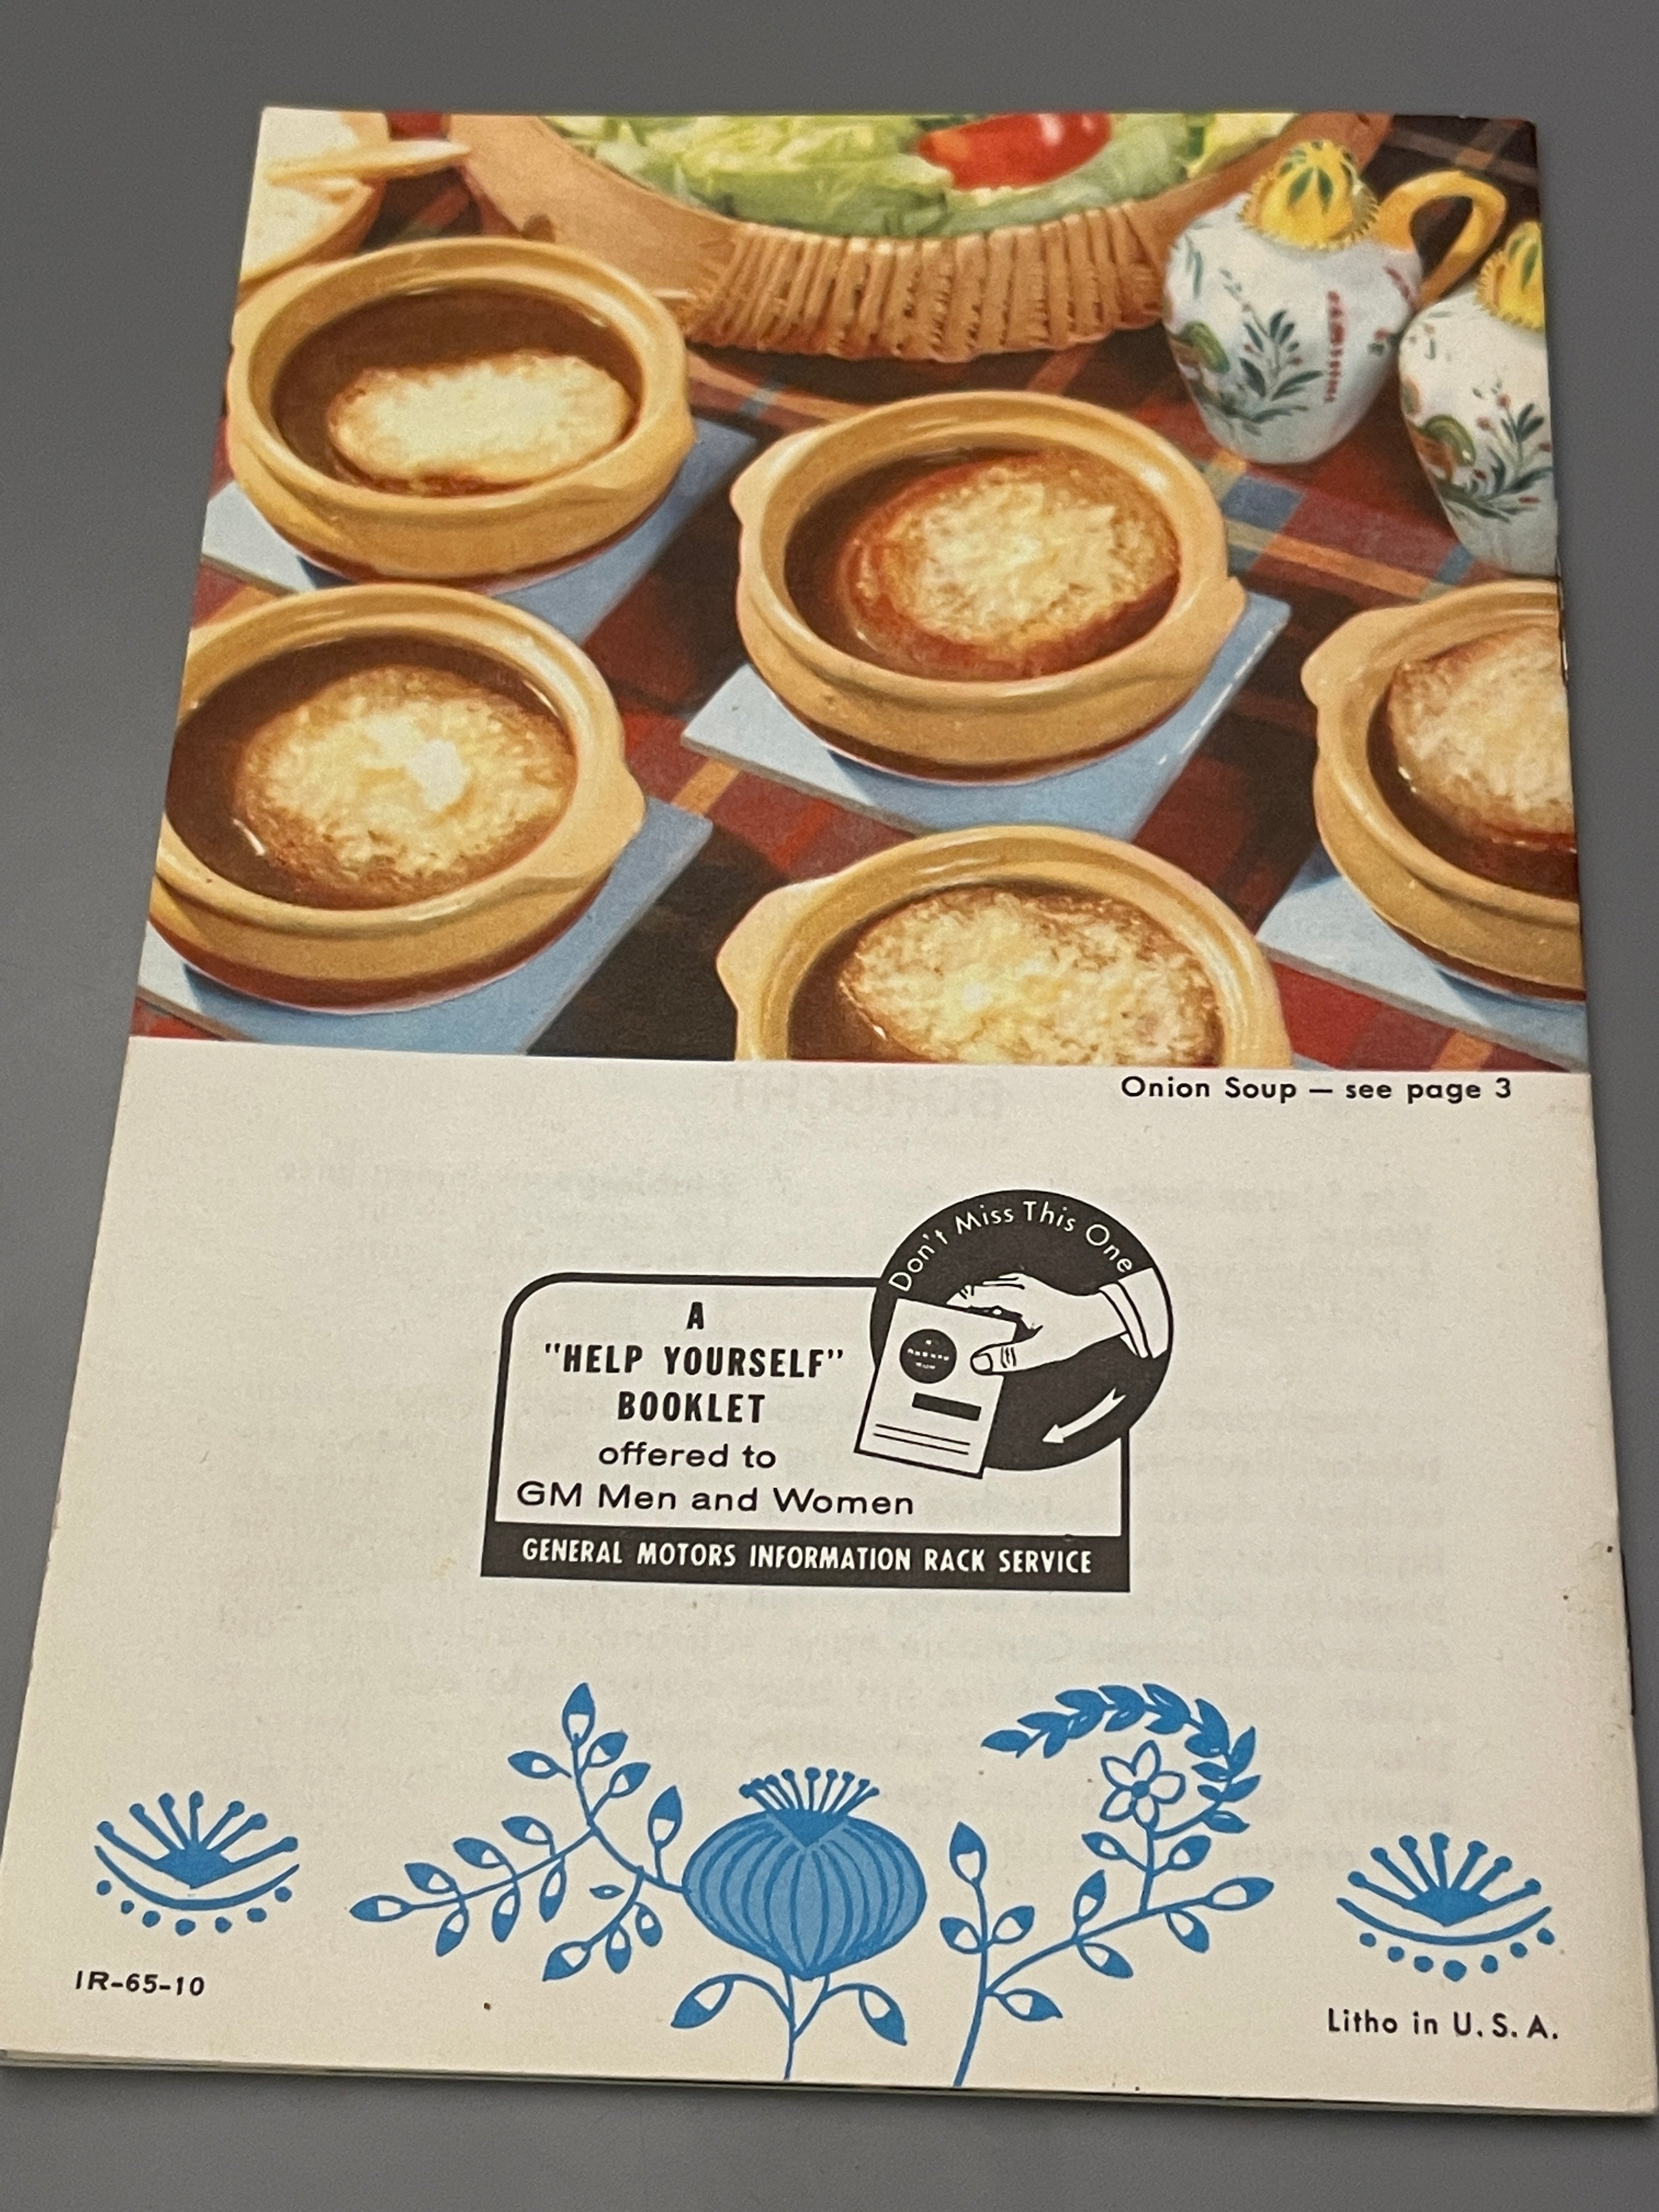 Onion Soup — see page 3
Don't Miss This One
A
"HELP YOURSELF"
BOOKLET
offered to
GM Men and Women
GENERAL MOTORS INFORMATION RACK SERVICE
IR-65-10
Litho in U. S. A.